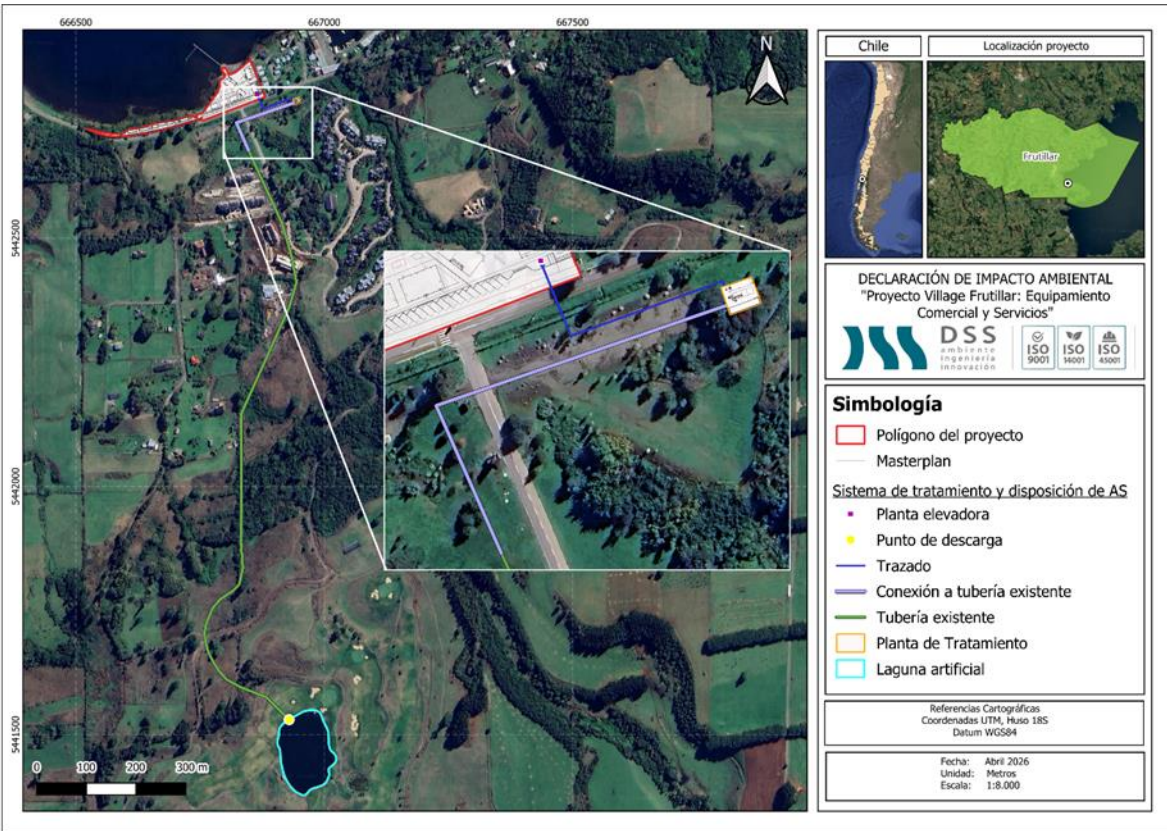 666500
667000
667500
5442500
5442000
5441500
N
0 100 200 300 m
Chile
Localización proyecto
Frutillar
DECLARACIÓN DE IMPACTO AMBIENTAL
"Proyecto Village Frutillar: Equipamiento
Comercial y Servicios"
DSS
ambiente
ingeniería
innovación
ISO
9001
ISO
14001
ISO
45001
Simbología
Polígono del proyecto
Masterplan
Sistema de tratamiento y disposición de AS
Planta elevadora
Punto de descarga
Trazado
Conexión a tubería existente
Tubería existente
Planta de Tratamiento
Laguna artificial
Referencias Cartográficas
Coordenadas UTM, Huso 18S
Datum WGS84
Fecha: Abril 2026
Unidad: Metros
Escala: 1:8.000